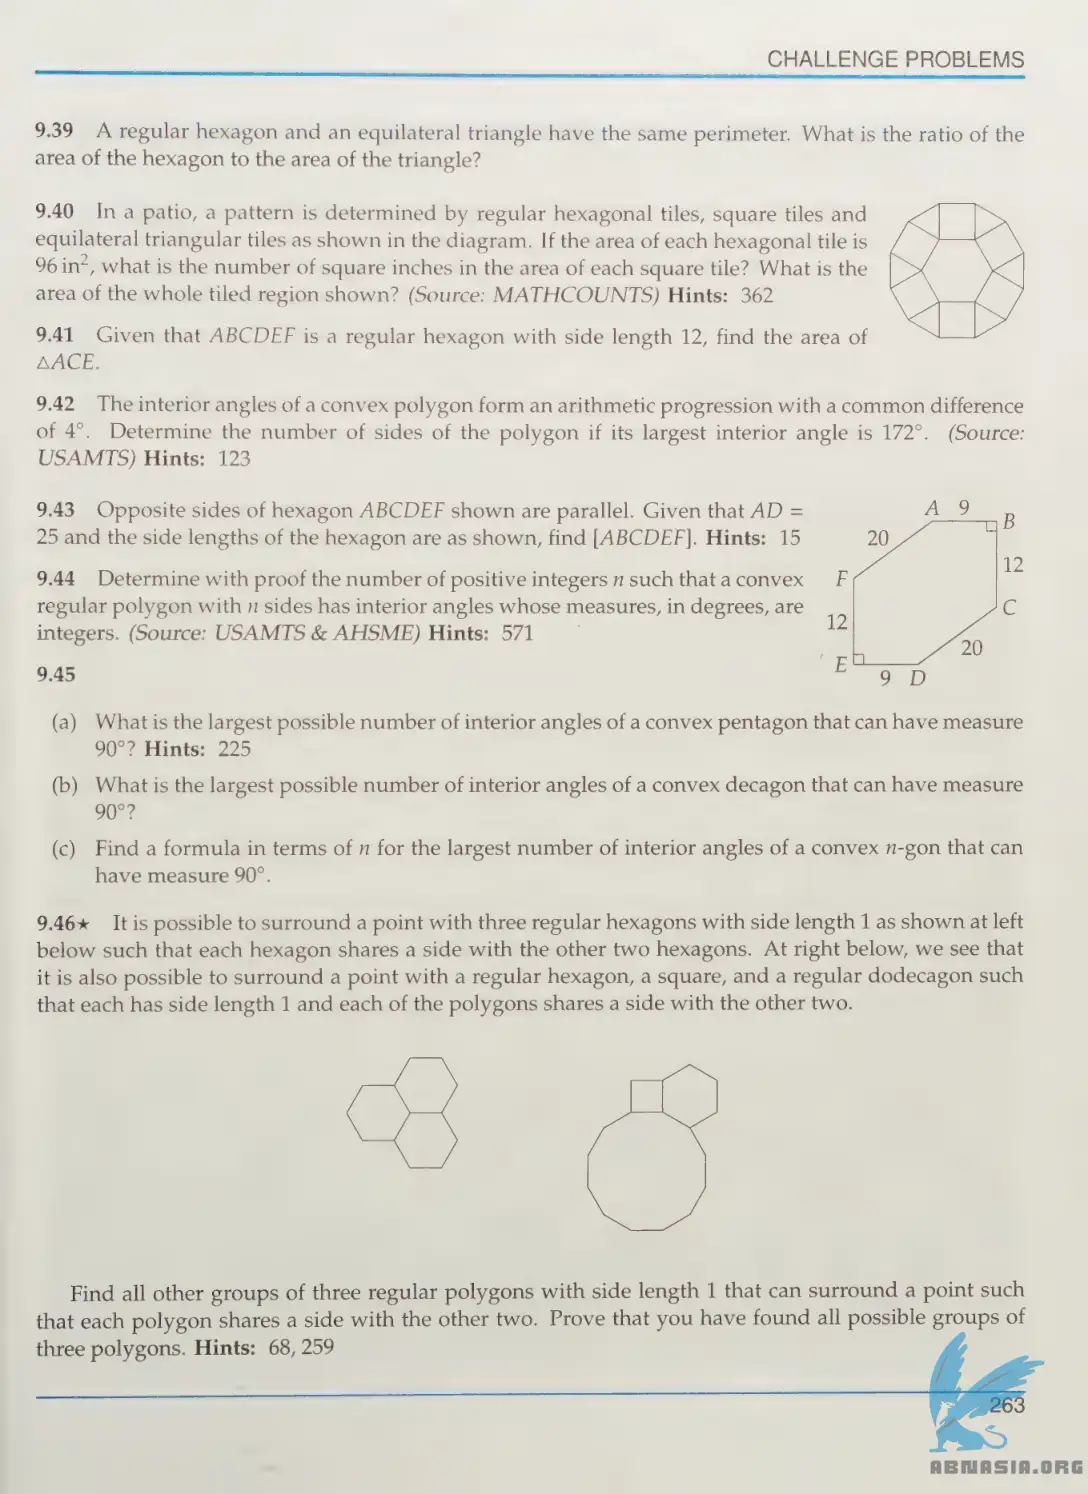 CHALLENGE PROBLEMS
9.39 A regular hexagon and an equilateral triangle have the same perimeter. What is the ratio of the
area of the hexagon to the area of the triangle?
9.40 In a patio, a pattern is determined by regular hexagonal tiles, square tiles and
equilateral triangular tiles as shown in the diagram. If the area of each hexagonal tile is
96 in², what is the number of square inches in the area of each square tile? What is the
area of the whole tiled region shown? (Source: MATHCOUNTS) Hints: 362
9.41 Given that ABCDEF is a regular hexagon with side length 12, find the area of
△ACE.
9.42 The interior angles of a convex polygon form an arithmetic progression with a common difference
of 4°. Determine the number of sides of the polygon if its largest interior angle is 172°. (Source:
USAMTS) Hints: 123
9.43 Opposite sides of hexagon ABCDEF shown are parallel. Given that AD =
25 and the side lengths of the hexagon are as shown, find [ABCDEF]. Hints: 15
9.44 Determine with proof the number of positive integers n such that a convex
regular polygon with n sides has interior angles whose measures, in degrees, are
integers. (Source: USAMTS & AHSME) Hints: 571
A 9 B
20
12
F
C
12
20
E
9 D
9.45
(a) What is the largest possible number of interior angles of a convex pentagon that can have measure
90°? Hints: 225
(b) What is the largest possible number of interior angles of a convex decagon that can have measure
90°?
(c) Find a formula in terms of n for the largest number of interior angles of a convex n-gon that can
have measure 90°.
9.46★ It is possible to surround a point with three regular hexagons with side length 1 as shown at left
below such that each hexagon shares a side with the other two hexagons. At right below, we see that
it is also possible to surround a point with a regular hexagon, a square, and a regular dodecagon such
that each has side length 1 and each of the polygons shares a side with the other two.
Find all other groups of three regular polygons with side length 1 that can surround a point such
that each polygon shares a side with the other two. Prove that you have found all possible groups of
three polygons. Hints: 68, 259
263
ABNASIA.ORG